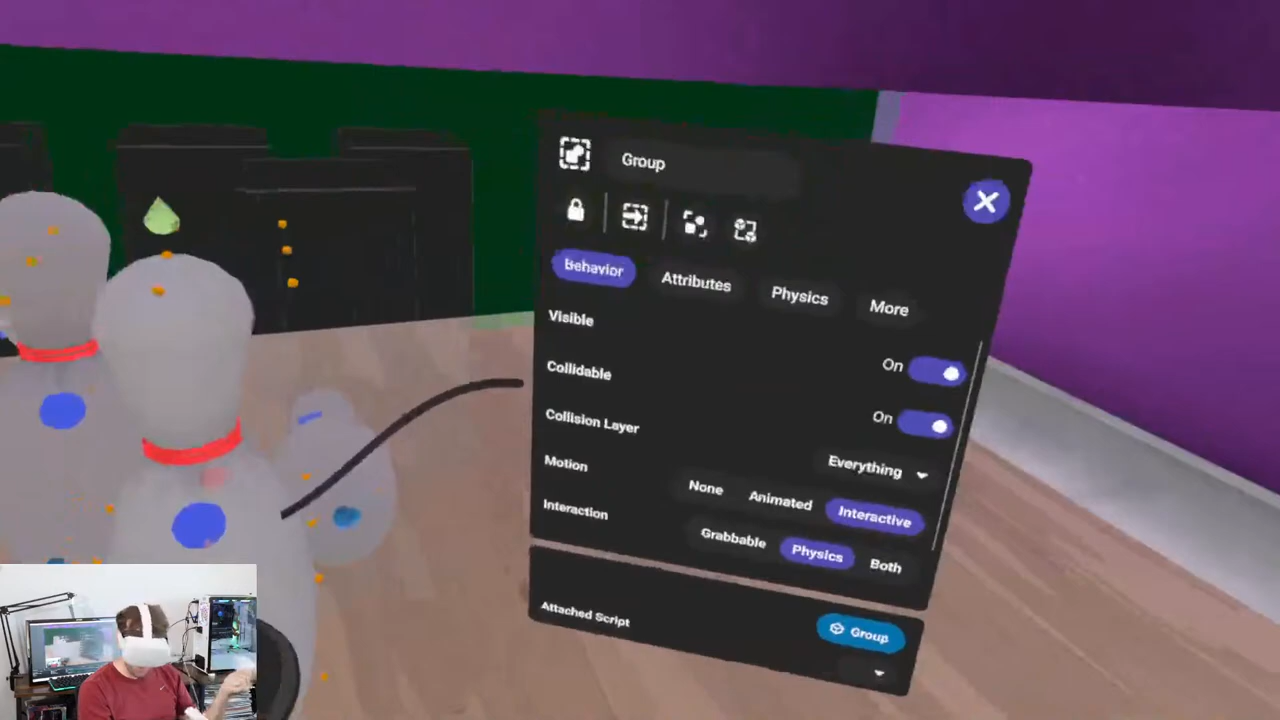 Group
Behavior Attributes Physics More
Visible On
Collidable On
Collision Layer Everything
Motion None Animated Interactive
Interaction Grabbable Physics Both
Attached Script Group